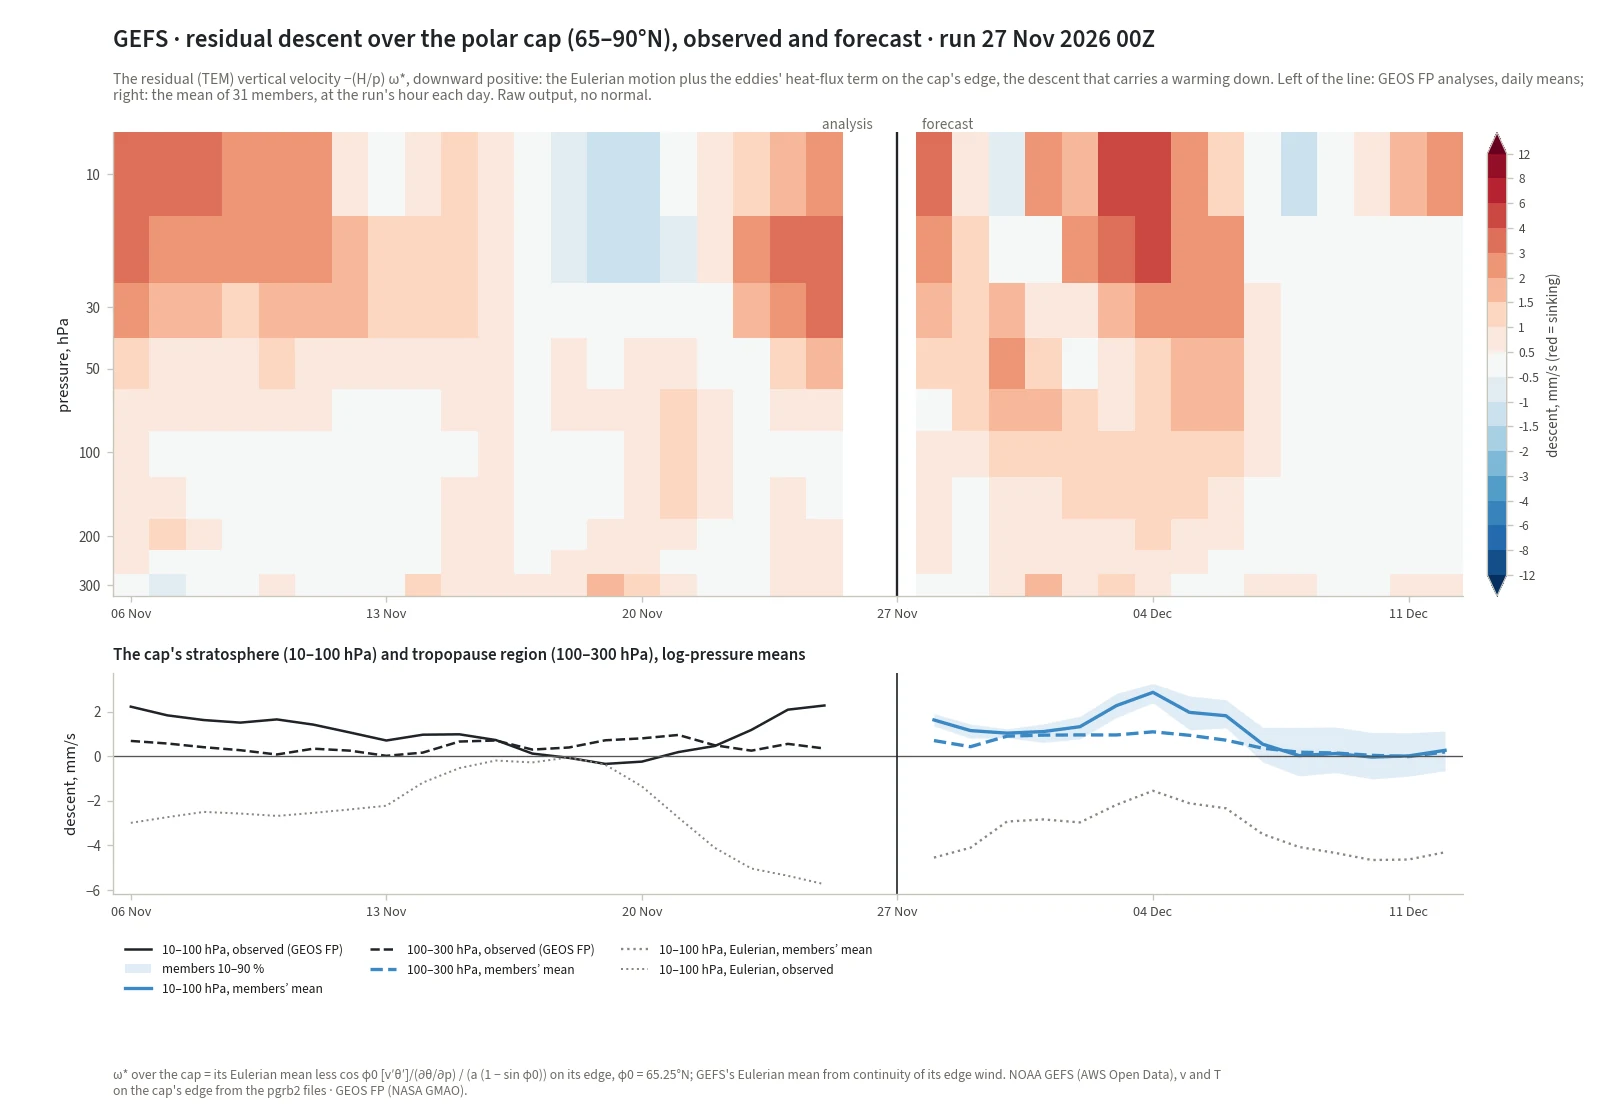 GEFS · residual descent over the polar cap (65–90°N), observed and forecast · run 27 Nov 2026 00Z
The residual (TEM) vertical velocity −(H/p) ω*, downward positive: the Eulerian motion plus the eddies' heat-flux term on the cap's edge, the descent that carries a warming down. Left of the line: GEOS FP analyses, daily means;
right: the mean of 31 members, at the run's hour each day. Raw output, no normal.
analysis
forecast
pressure, hPa
10
30
50
100
200
300
06 Nov
13 Nov
20 Nov
27 Nov
04 Dec
11 Dec
12
8
6
4
3
2
1.5
1
0.5
-0.5
-1
-1.5
-2
-3
-4
-6
-8
-12
descent, mm/s (red = sinking)
The cap's stratosphere (10–100 hPa) and tropopause region (100–300 hPa), log-pressure means
descent, mm/s
2
0
−2
−4
−6
06 Nov
13 Nov
20 Nov
27 Nov
04 Dec
11 Dec
10–100 hPa, observed (GEOS FP)
members 10–90 %
10–100 hPa, members’ mean
100–300 hPa, observed (GEOS FP)
100–300 hPa, members’ mean
10–100 hPa, Eulerian, members’ mean
10–100 hPa, Eulerian, observed
ω* over the cap = its Eulerian mean less cos φ0 [v′θ′]/(∂θ/∂p) / (a (1 − sin φ0)) on its edge, φ0 = 65.25°N; GEFS's Eulerian mean from continuity of its edge wind. NOAA GEFS (AWS Open Data), v and T
on the cap's edge from the pgrb2 files · GEOS FP (NASA GMAO).